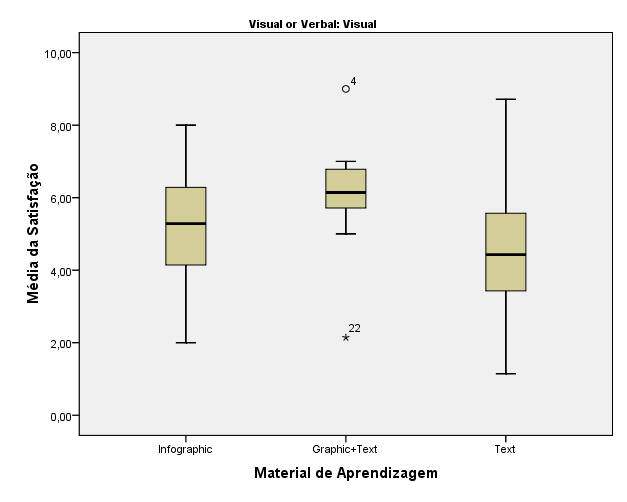 Visual or Verbal: Visual
10,00
8,00
6,00
4,00
2,00
0,00
Média da Satisfação
4
22
Infographic
Graphic+Text
Text
Material de Aprendizagem